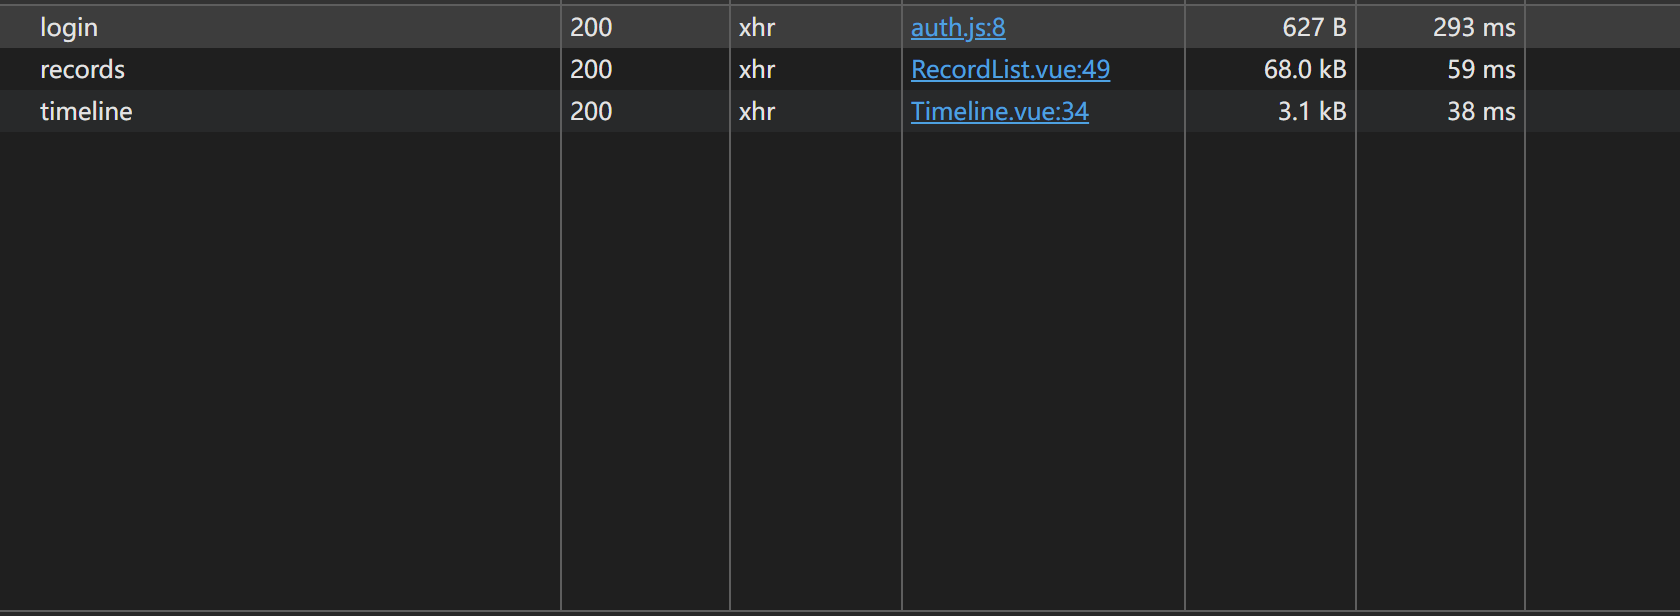 login 200 xhr auth.js:8 627 B 293 ms
records 200 xhr RecordList.vue:49 68.0 kB 59 ms
timeline 200 xhr Timeline.vue:34 3.1 kB 38 ms